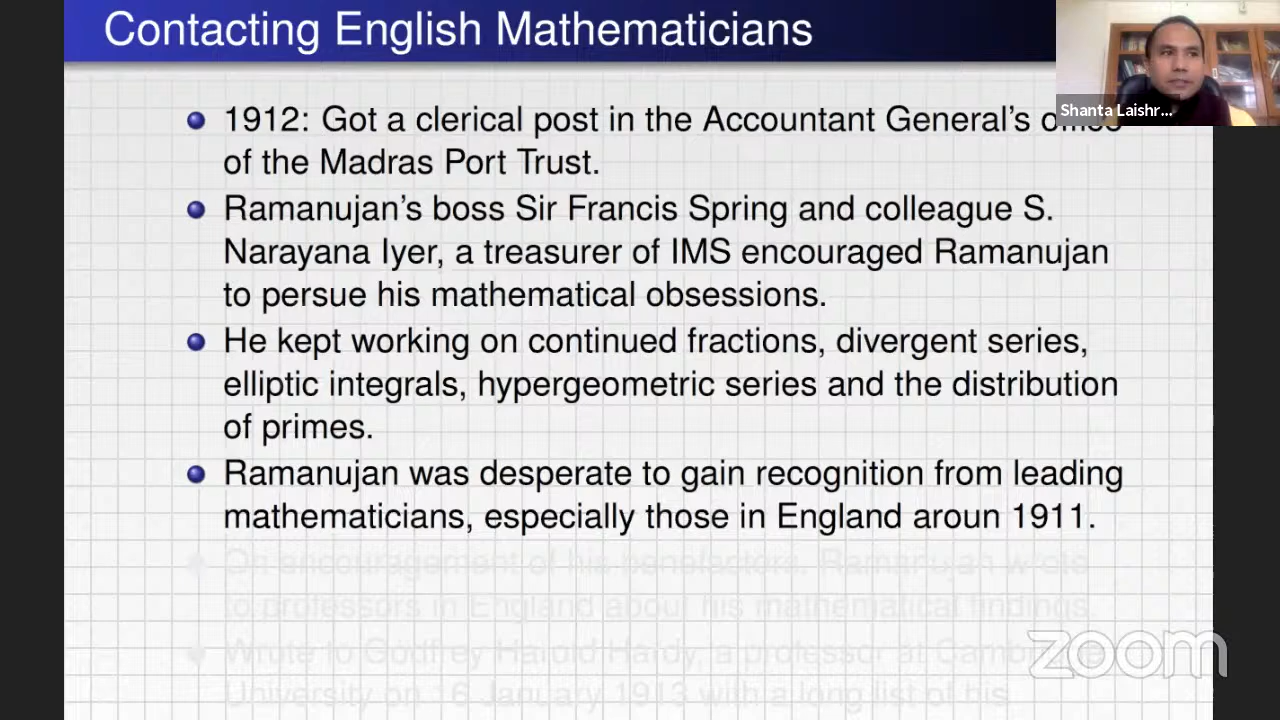 Contacting English Mathematicians
Shanta Laishr...
1912: Got a clerical post in the Accountant General's office
of the Madras Port Trust.
Ramanujan's boss Sir Francis Spring and colleague S.
Narayana Iyer, a treasurer of IMS encouraged Ramanujan
to persue his mathematical obsessions.
He kept working on continued fractions, divergent series,
elliptic integrals, hypergeometric series and the distribution
of primes.
Ramanujan was desperate to gain recognition from leading
mathematicians, especially those in England aroun 1911.
On encouragement of his benefactors, Ramanujan wrote
to professors in England about his mathematical findings.
Wrote to Godfrey Harold Hardy, a professor at Cambridge
University on 16 January 1913 with a long list of his
zoom